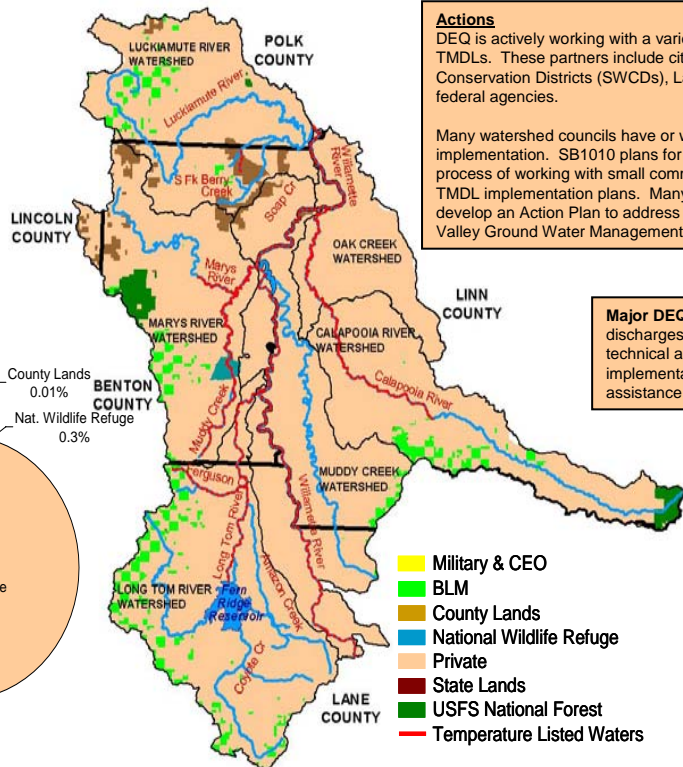 LUCKIAMUTE RIVER
WATERSHED
POLK
COUNTY
Luckiamute River
Willamette
River
S Fk Berry
Creek
Soap Cr
LINCOLN
COUNTY
OAK CREEK
WATERSHED
Marys
River
LINN
COUNTY
MARYS RIVER
WATERSHED
CALAPOOIA RIVER
WATERSHED
BENTON
COUNTY
Calapooia River
Muddy Creek
MUDDY CREEK
WATERSHED
Ferguson
Long Tom River
Willamette River
Amazon Creek
LONG TOM RIVER
WATERSHED
Fern
Ridge
Reservoir
Coyote Cr
LANE
COUNTY
County Lands
0.01%
Nat. Wildlife Refuge
0.3%
e
Actions
DEQ is actively working with a vari
TMDLs. These partners include cit
Conservation Districts (SWCDs), L
federal agencies.
Many watershed councils have or w
implementation. SB1010 plans for
process of working with small comm
TMDL implementation plans. Many
develop an Action Plan to address
Valley Ground Water Management
Major DEQ
discharges
technical a
implementa
assistance
Military & CEO
BLM
County Lands
National Wildlife Refuge
Private
State Lands
USFS National Forest
Temperature Listed Waters